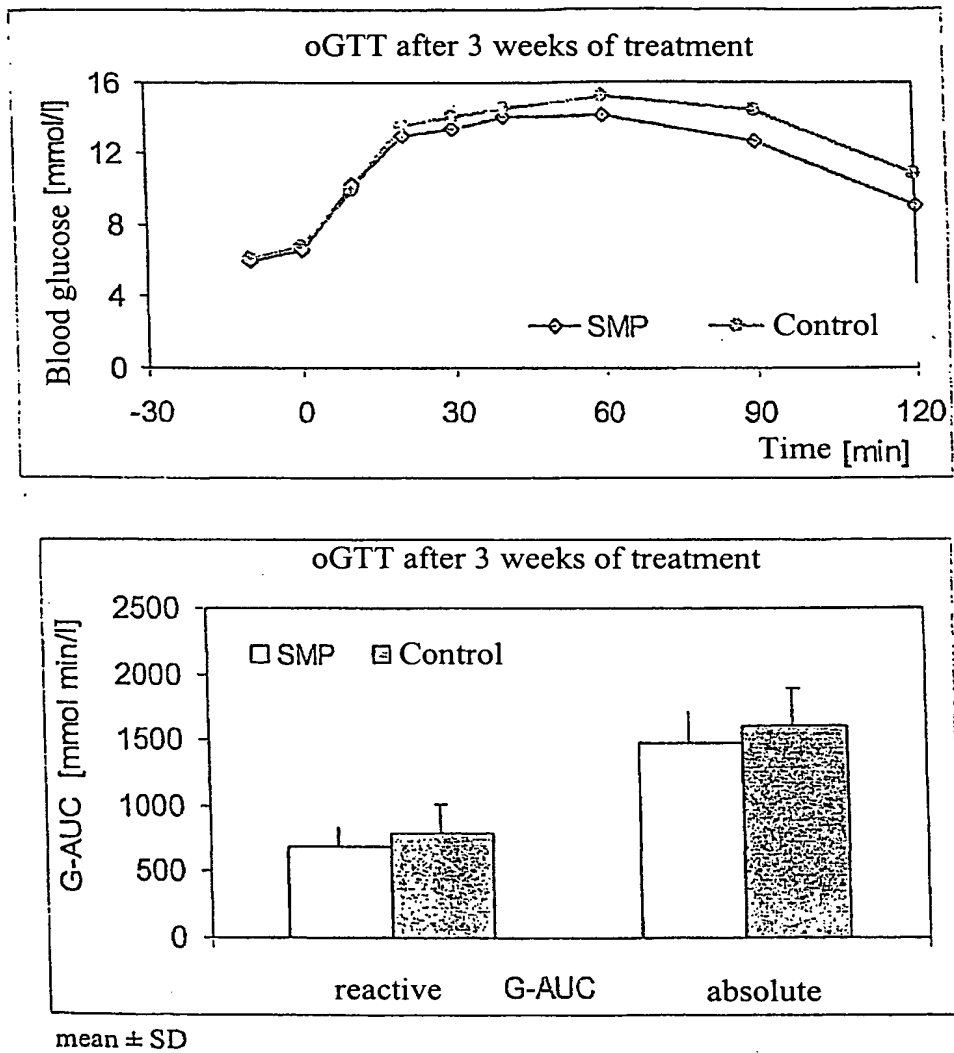 oGTT after 3 weeks of treatment
Blood glucose [mmol/l]
16
12
8
4
0
SMP Control
-30 0 30 60 90 120
Time [min]
oGTT after 3 weeks of treatment
G-AUC [mmol min/l]
2500
2000
1500
1000
500
0
SMP Control
reactive G-AUC absolute
mean ± SD